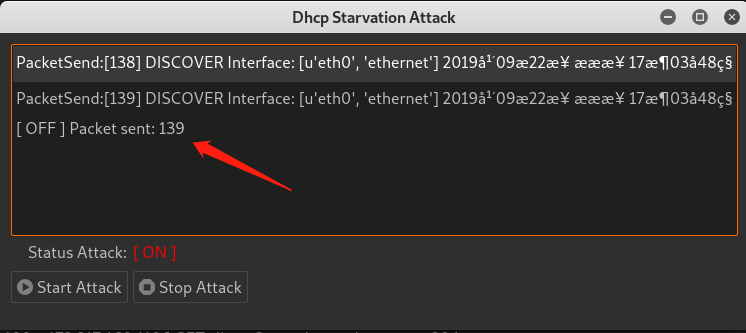 Dhcp Starvation Attack
PacketSend:[138] DISCOVER Interface: [u'eth0', 'ethernet'] 2019å¹´09æ22æ¥ æææ¥ 17æ¶03å48ç§
PacketSend:[139] DISCOVER Interface: [u'eth0', 'ethernet'] 2019å¹´09æ22æ¥ æææ¥ 17æ¶03å48ç§
[ OFF ] Packet sent: 139
Status Attack: [ ON ]
Start Attack Stop Attack